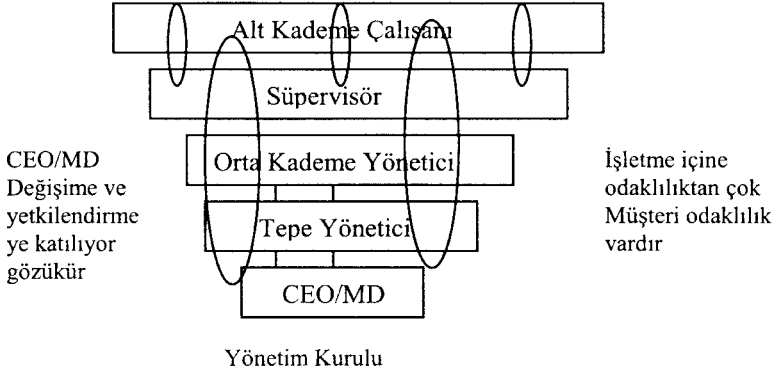 Alt Kademe Çalışanı
Süpervisör
Orta Kademe Yönetici
Tepe Yönetici
CEO/MD
CEO/MD
Değişime ve
yetkilendirme
ye katılıyor
gözükür
İşletme içine
odaklılıktan çok
Müşteri odaklılık
vardır
Yönetim Kurulu